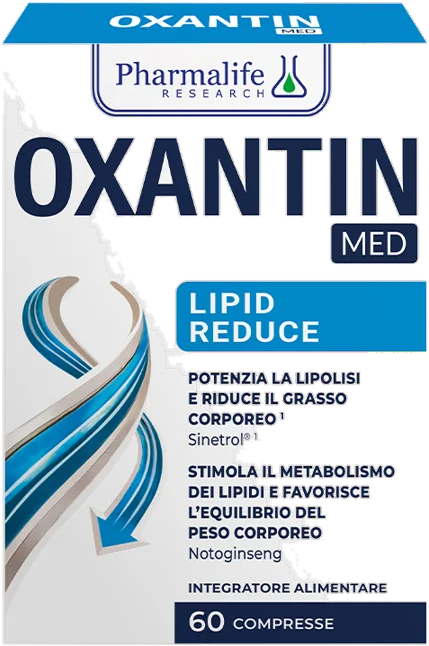 OXANTIN
MED
Pharmalife
RESEARCH
OXANTIN
MED
LIPID
REDUCE
POTENZIA LA LIPOLISI
E RIDUCE IL GRASSO
CORPOREO ¹
Sinetrol® ¹
STIMOLA IL METABOLISMO
DEI LIPIDI E FAVORISCE
L'EQUILIBRIO DEL
PESO CORPOREO
Notoginseng
INTEGRATORE ALIMENTARE
60 COMPRESSE